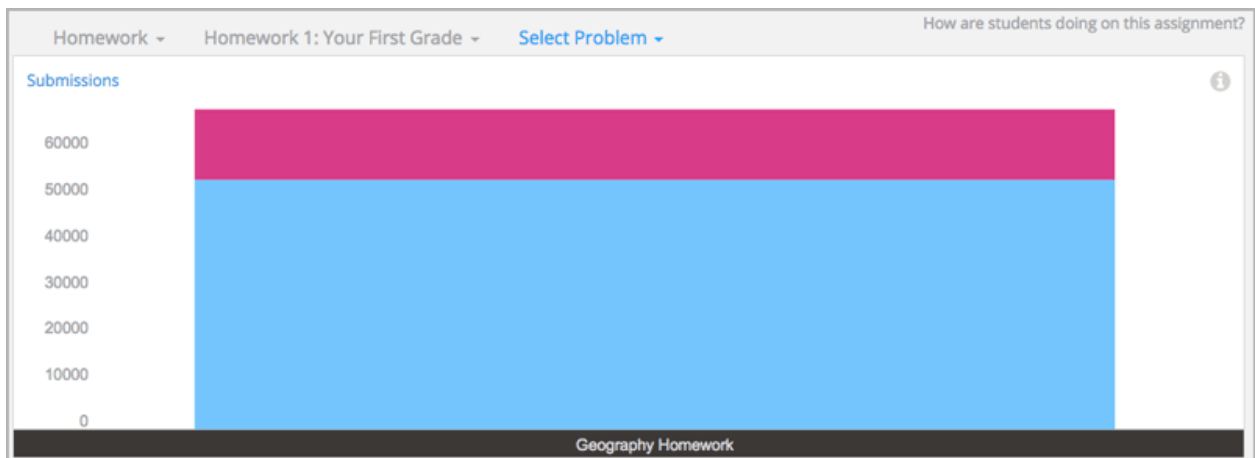 How are students doing on this assignment?
Homework Homework 1: Your First Grade Select Problem
Submissions
60000
50000
40000
30000
20000
10000
0
Geography Homework